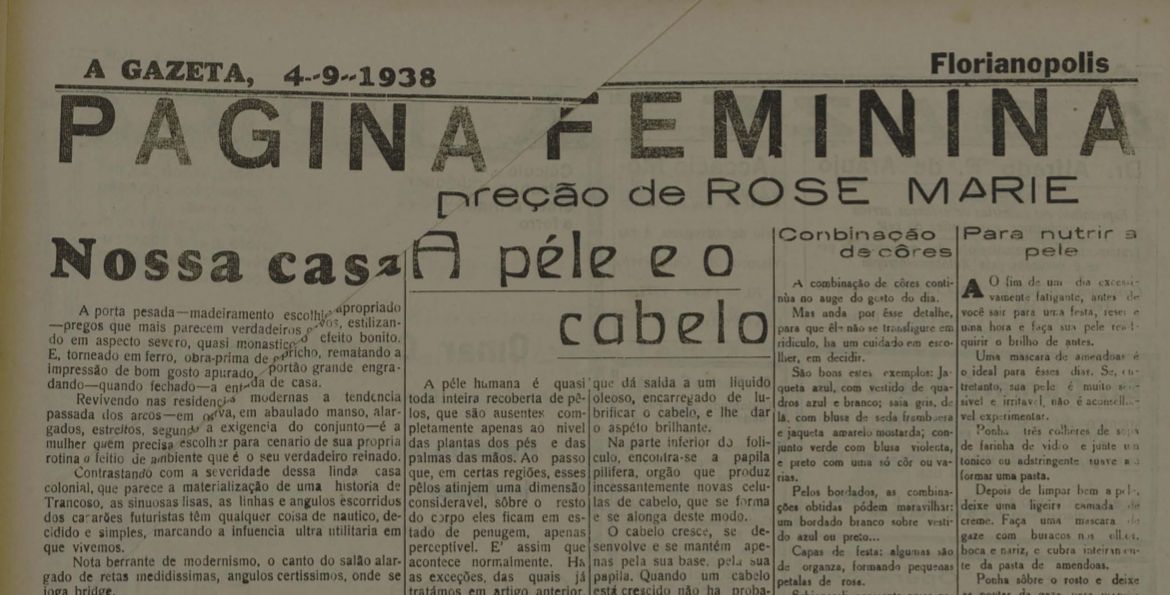 A GAZETA, 4--9--1938
Florianopolis
PAGINA FEMININA
reção de ROSE MARIE
Nossa casa
A porta pesada—madeiramento apropriado
—pregos que mais parecem verdadeiros estilizan-
do em aspecto severo, quasi efeito bonito.
E, torneado em ferro, obra-prima de rematando a
impressão de bom gosto apurado, portão grande engra-
dando—quando fechado—a de casa.
Revivendo nas modernas a tendencia
passada dos arcos—em em abaulado manso, alar-
gados, estreitos, segundo a exigencia do conjunto—é a
mulher quem precisa escolher para cenario de sua propria
rotina o feitio de ambiente que é o seu verdadeiro reinado.
Contrastando com a severidade dessa linda casa
colonial, que parece a materialização de uma historia de
Trancoso, as sinuosas lisas, as linhas e angulos escorridos
dos futuristas têm qualquer coisa de nautico, de-
cidido e simples, marcando a infuencia ultra utilitaria em
que vivemos.
Nota berrante de modernismo, o canto do salão alar-
gado de retas medidissimas, angulos certissimos, onde se
joga bridge.
A péle e o
cabelo
A péle humana é quasi
toda inteira recoberta de pê-
los, que são ausentes com-
pletamente apenas ao nivel
das plantas dos pés e das
palmas das mãos. Ao passo
que, em certas regiões, esses
pêlos atinjem uma dimensão
consideravel, sôbre o resto
do corpo eles ficam em es-
tado de penugem, apenas
perceptível. E' assim que
acontece normalmente. Ha
as exceções, das quais já
tratámos em artigo anterior.
que dá saída a um liquido
oleoso, encarregado de lu-
brificar o cabelo, e lhe dar
o aspéto brilhante.
Na parte inferior do foli-
culo, encontra-se a papila
pilifera, orgão que produz
incessantemente novas celu-
las de cabelo, que se forma
e se alonga deste modo.
O cabelo cresce, se de-
senvolve e se mantém ape-
nas pela sua base, pela sua
papila. Quando um cabelo
está crescido não ha proba-
Conbinação
de côres
A combinação de côres conti-
nùa no auge do gosto do dia.
Mas anda por êsse detalhe,
para que êle não se transfigure em
ridiculo, ha um cuidado em esco-
lher, em decidir.
São bons estes exemplos: Ja-
queta azul, com vestido de qua-
dros azul e branco; saia gris, de
lá, com blusa de seda framboesa
e jaqueta amarelo mostarda; con-
junto verde com blusa violeta,
e preto com uma só côr ou va-
rias.
Pelos bordados, as combina-
ções obtidas pódem maravilhar:
um bordado branco sobre vesti-
do azul ou preto...
Capas de festa: algumas são
de organza, formando pequenas
petalas de rosa.
Para nutrir a
pele
AO fim de um dia excessi-
vamente fatigante, antes de
você sair para uma festa, reserve
uma hora e faça sua pele read-
quirir o brilho de antes.
Uma mascara de amendoas é
o ideal para êsses dias. Se, en-
tretanto, sua pele é muito sen-
sivel e irritavel, não é
vel experimentar.
Ponha três colheres de sopa
de farinha de vidro e junte um
tonico ou adstringente suave a
formar uma pasta.
Depois de limpar bem a pele,
deixe uma ligeira camada de
creme. Faça uma mascara de
gaze com buracos nos olhos,
boca e nariz, e cubra
te da pasta de amendoas.
Ponha sôbre o rosto e deixe